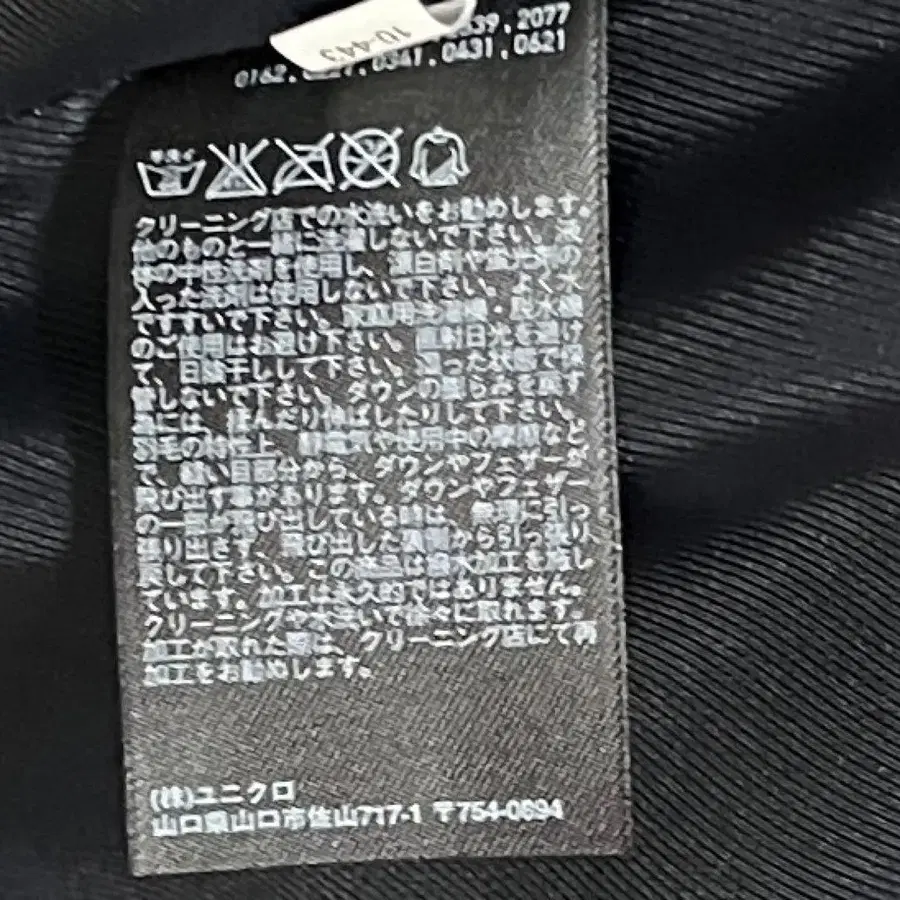 10-443
2077
0162, 0341, 0431, 0621
手洗イ
クリーニング店での水洗いをお勧めします。
他のものと一緒に洗濯しないで下さい。液
体の中性洗剤を使用し、漂白剤や蛍光剤の
入った洗剤は使用しないで下さい。よく水
ですすいで下さい。家庭用洗濯機・脱水機
のご使用はお避け下さい。直射日光を避け
て、日陰干しして下さい。湿った状態で保
管しないで下さい。ダウンの膨らみを戻す
為には、ほんだり伸ばしたりして下さい。
羽毛の特性上、静電気や使用中の摩擦など
で、縫い目部分から、ダウンやフェザーが
飛び出す事があります。ダウンやフェザー
の一部が飛び出している時は、無理に引っ
張り出さず、飛び出した裏側から引っ張り
戻して下さい。この商品は撥水加工を施し
ています。加工は永久的ではありません。
クリーニングや水洗いで徐々に取れます。
加工が取れた際は、クリーニング店にて再
加工をお勧めします。
(株)ユニクロ
山口県山口市佐山717-1 〒754-0894